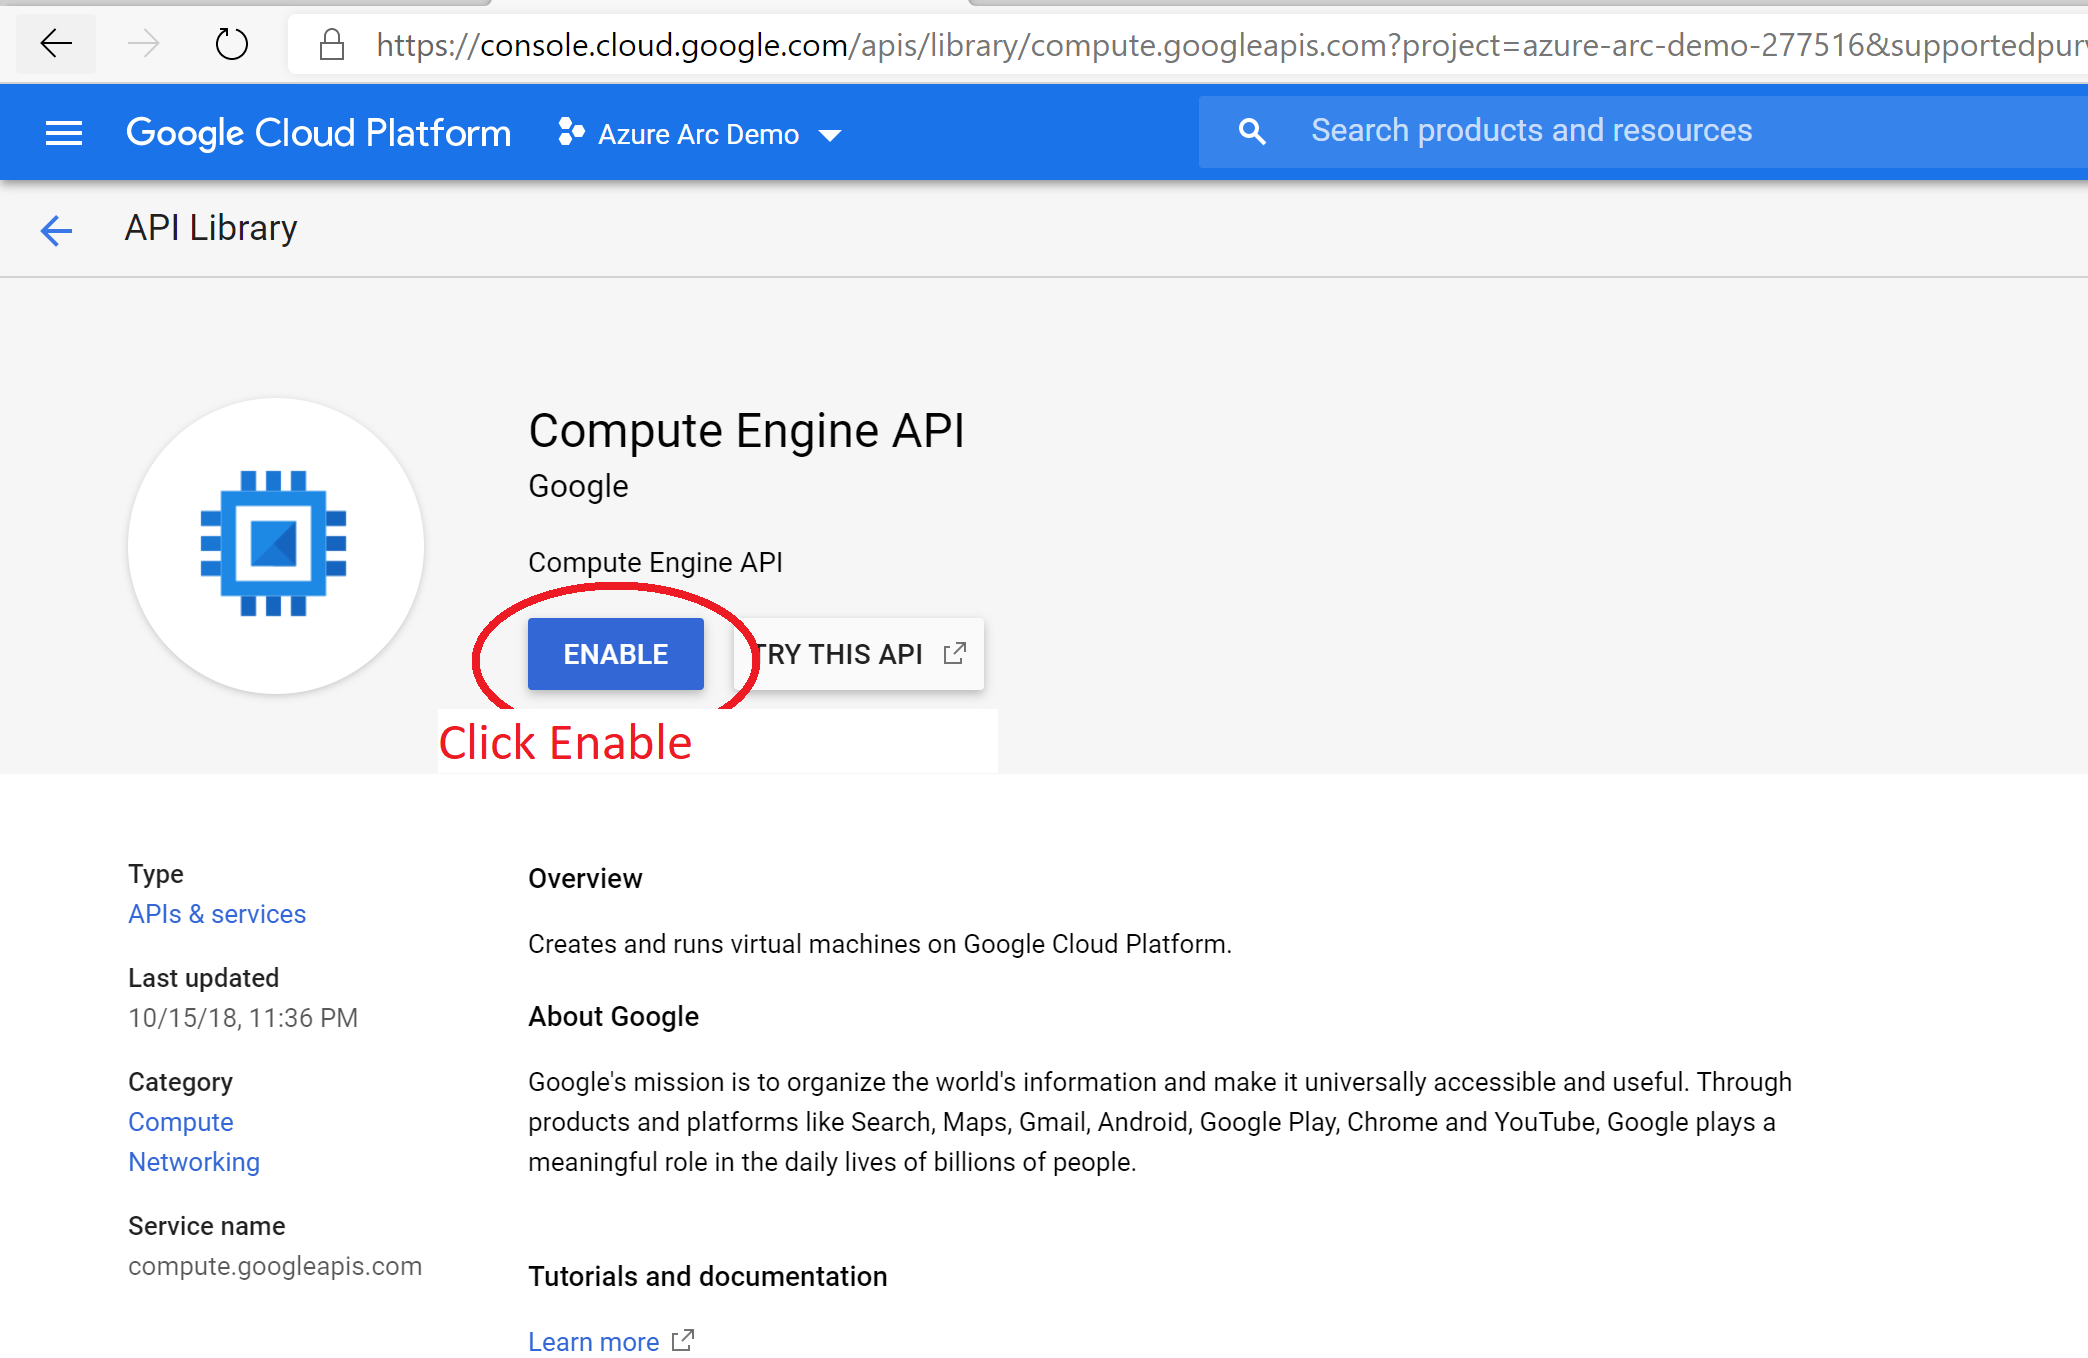 https://console.cloud.google.com/apis/library/compute.googleapis.com?project=azure-arc-demo-277516&supportedpurv
Google Cloud Platform
Azure Arc Demo
Search products and resources
API Library
Compute Engine API
Google
Compute Engine API
ENABLE
TRY THIS API
Click Enable
Type
APIs & services
Last updated
10/15/18, 11:36 PM
Category
Compute
Networking
Service name
compute.googleapis.com
Overview
Creates and runs virtual machines on Google Cloud Platform.
About Google
Google's mission is to organize the world's information and make it universally accessible and useful. Through
products and platforms like Search, Maps, Gmail, Android, Google Play, Chrome and YouTube, Google plays a
meaningful role in the daily lives of billions of people.
Tutorials and documentation
Learn more